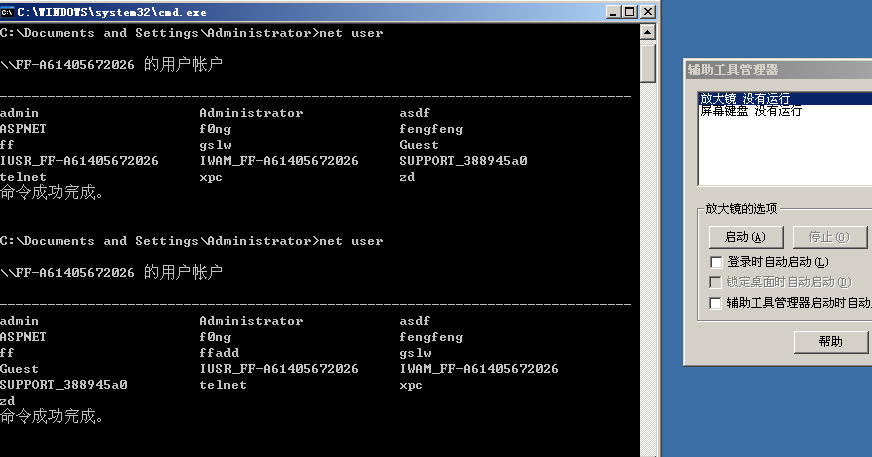 C:\WINDOWS\system32\cmd.exe
C:\Documents and Settings\Administrator>net user
\\FF-A61405672026 的用户帐户
-------------------------------------------------------------------------------
admin Administrator asdf
ASPNET f0ng fengfeng
ff gslw Guest
IUSR_FF-A61405672026 IWAM_FF-A61405672026 SUPPORT_388945a0
telnet xpc zd
命令成功完成。
C:\Documents and Settings\Administrator>net user
\\FF-A61405672026 的用户帐户
-------------------------------------------------------------------------------
admin Administrator asdf
ASPNET f0ng fengfeng
ff ffadd gslw
Guest IUSR_FF-A61405672026 IWAM_FF-A61405672026
SUPPORT_388945a0 telnet xpc
zd
命令成功完成。
辅助工具管理器
放大镜 没有运行
屏幕键盘 没有运行
放大镜的选项
启动(A) 停止(O)
登录时自动启动(L)
锁定桌面时自动启动(D)
辅助工具管理器启动时自动
帮助